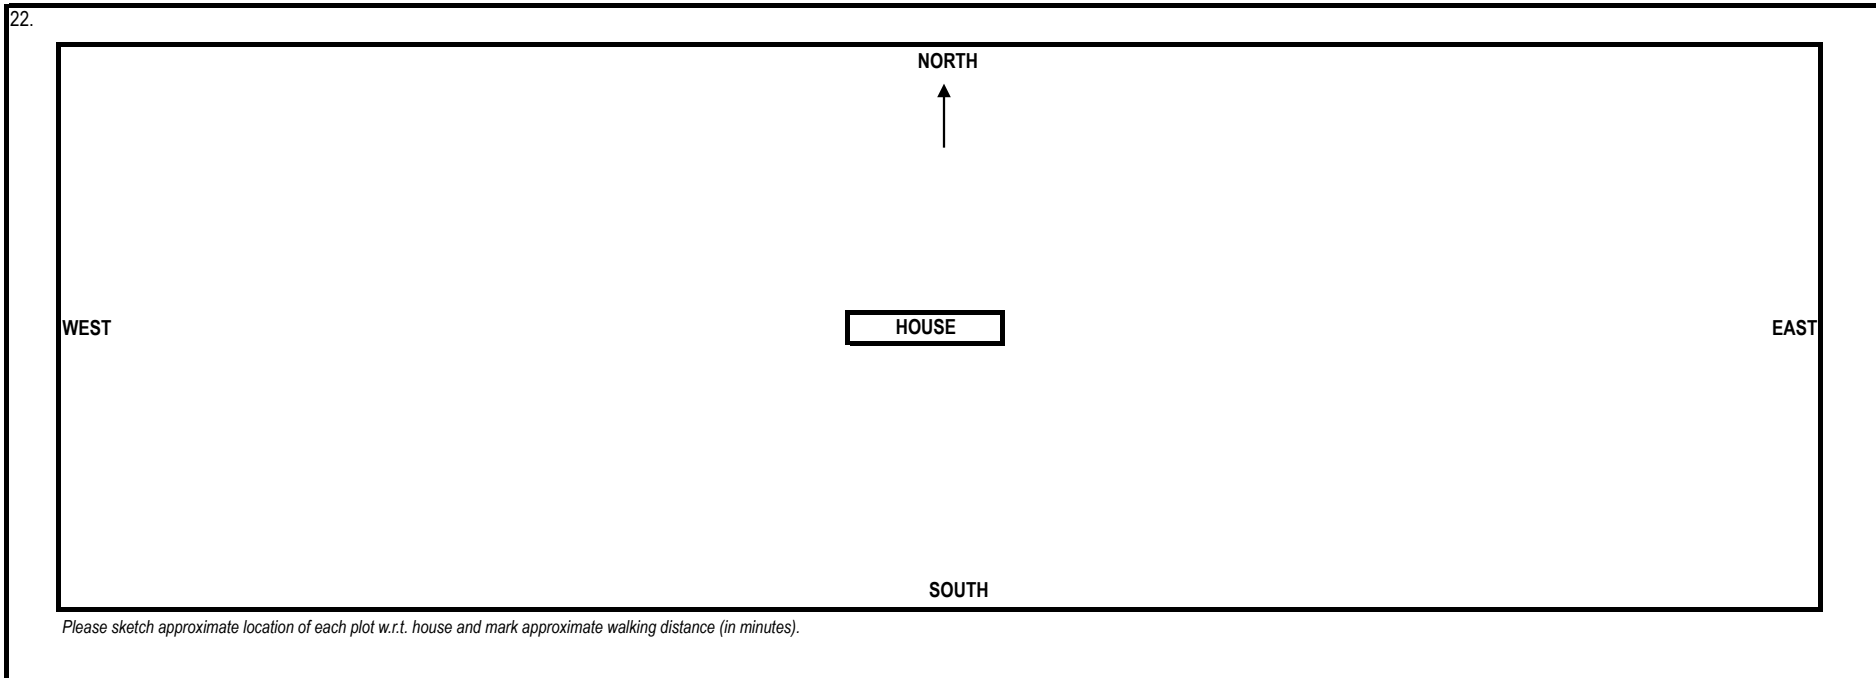 22.
NORTH
WEST
HOUSE
EAST
SOUTH
Please sketch approximate location of each plot w.r.t. house and mark approximate walking distance (in minutes).